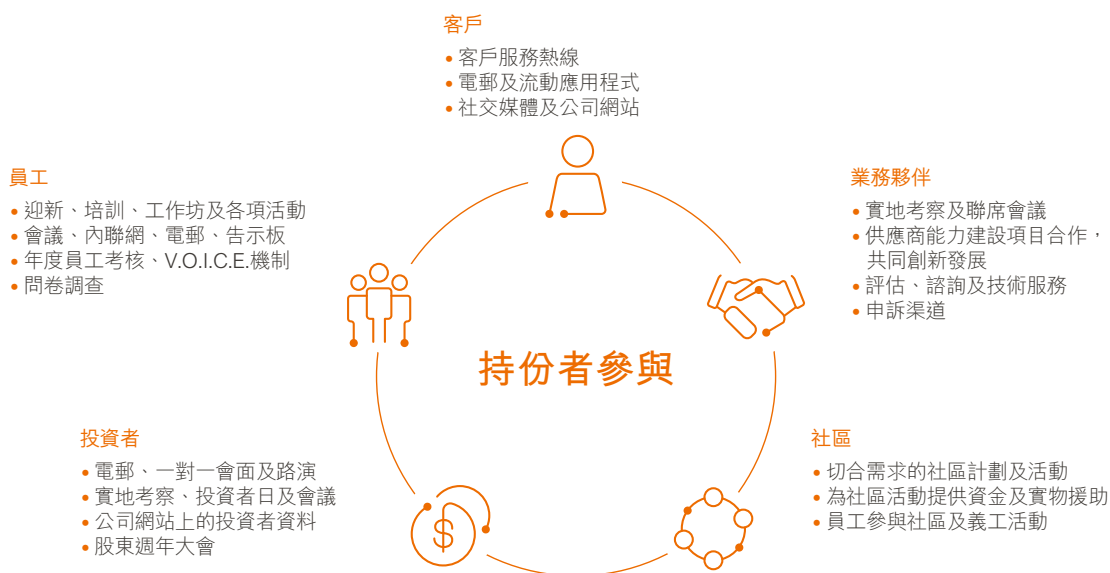 客戶
• 客戶服務熱線
• 電郵及流動應用程式
• 社交媒體及公司網站
員工
• 迎新、培訓、工作坊及各項活動
• 會議、內聯網、電郵、告示板
• 年度員工考核、V.O.I.C.E.機制
• 問卷調查
業務夥伴
• 實地考察及聯席會議
• 供應商能力建設項目合作，
共同創新發展
• 評估、諮詢及技術服務
• 申訴渠道
持份者參與
投資者
• 電郵、一對一會面及路演
• 實地考察、投資者日及會議
• 公司網站上的投資者資料
• 股東週年大會
$
社區
• 切合需求的社區計劃及活動
• 為社區活動提供資金及實物援助
• 員工參與社區及義工活動